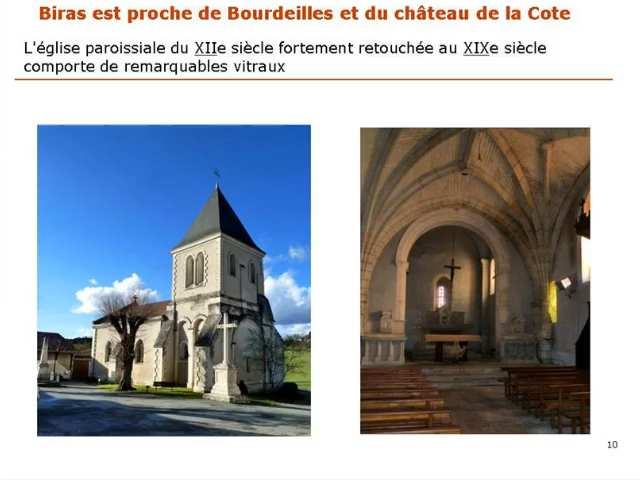 Biras est proche de Bourdeilles et du château de la Cote
L'église paroissiale du XIIe siècle fortement retouchée au XIXe siècle
comporte de remarquables vitraux
10